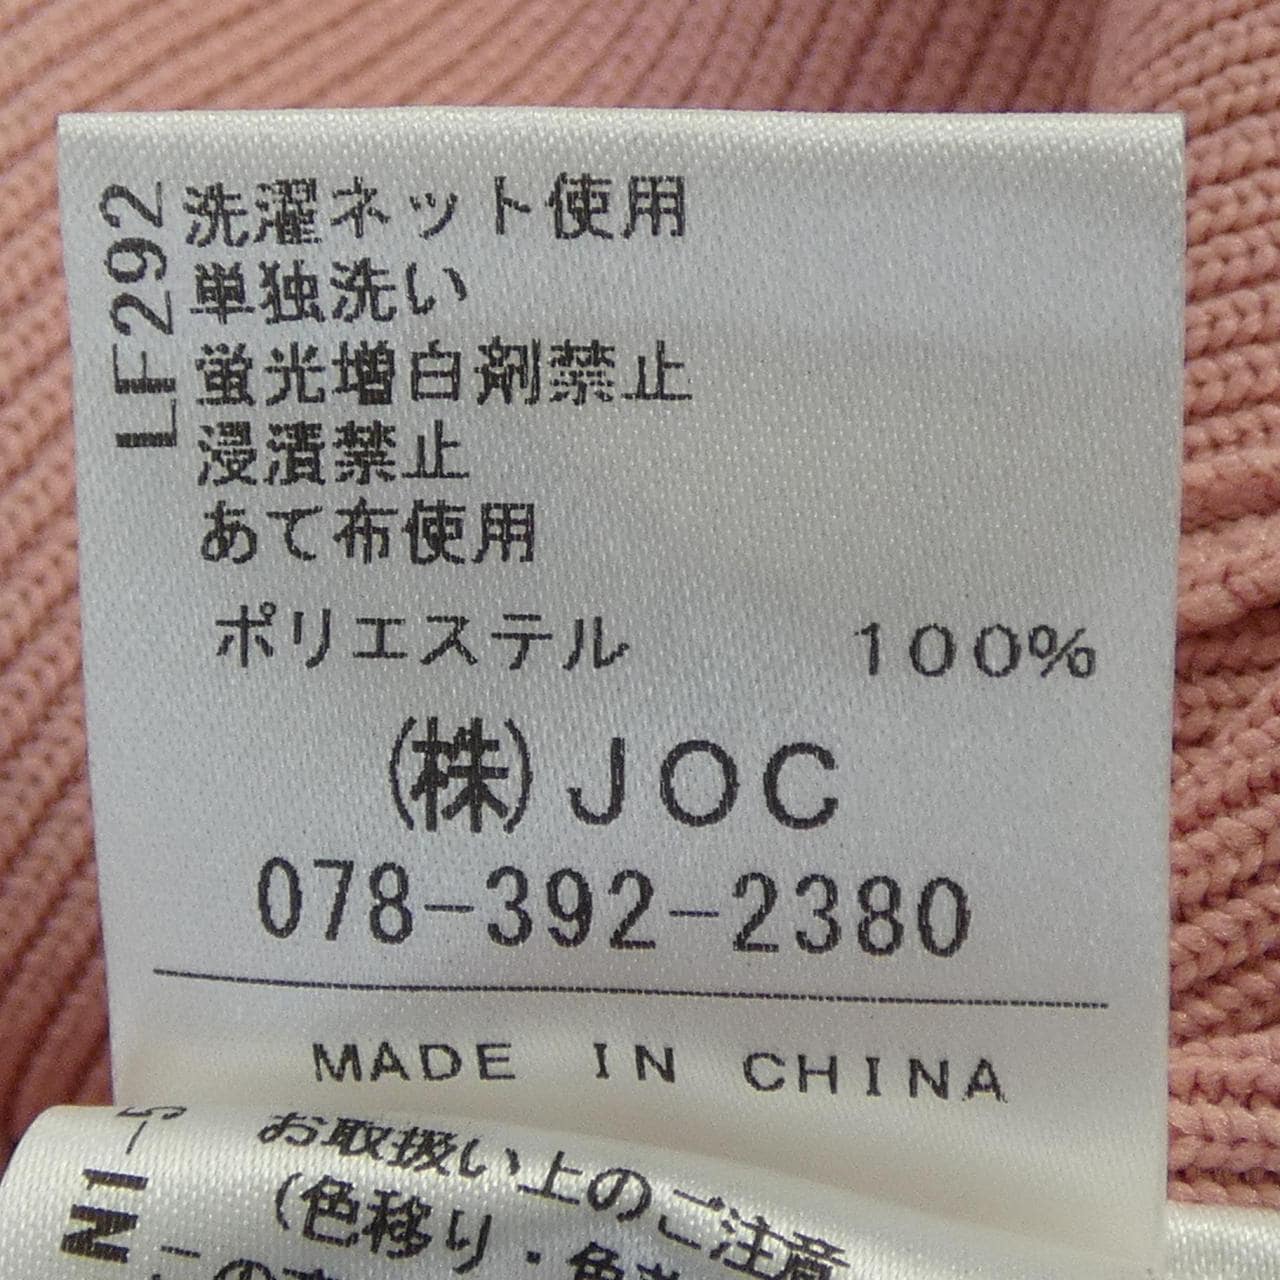 LF292
洗濯ネット使用
単独洗い
蛍光増白剤禁止
浸漬禁止
あて布使用
ポリエステル 100%
(株)JOC
078-392-2380
MADE IN CHINA
お取扱い上のご注意
(色移り・色